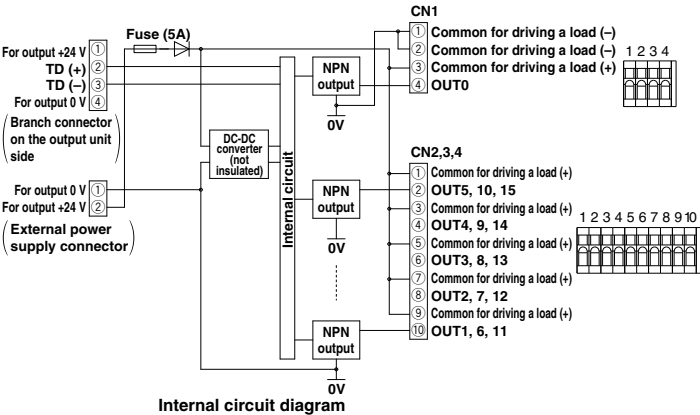 Fuse (5A)
For output +24 V ①
TD (+) ②
TD (–) ③
For output 0 V ④
(Branch connector
on the output unit
side)
For output 0 V ①
For output +24 V ②
(External power
supply connector)
DC-DC
converter
(not
insulated)
Internal circuit
NPN
output
0V
NPN
output
0V
NPN
output
0V
CN1
① Common for driving a load (–)
② Common for driving a load (–)
③ Common for driving a load (+)
④ OUT0
1 2 3 4
CN2,3,4
① Common for driving a load (+)
② OUT5, 10, 15
③ Common for driving a load (+)
④ OUT4, 9, 14
⑤ Common for driving a load (+)
⑥ OUT3, 8, 13
⑦ Common for driving a load (+)
⑧ OUT2, 7, 12
⑨ Common for driving a load (+)
⑩ OUT1, 6, 11
1 2 3 4 5 6 7 8 9 10
Internal circuit diagram